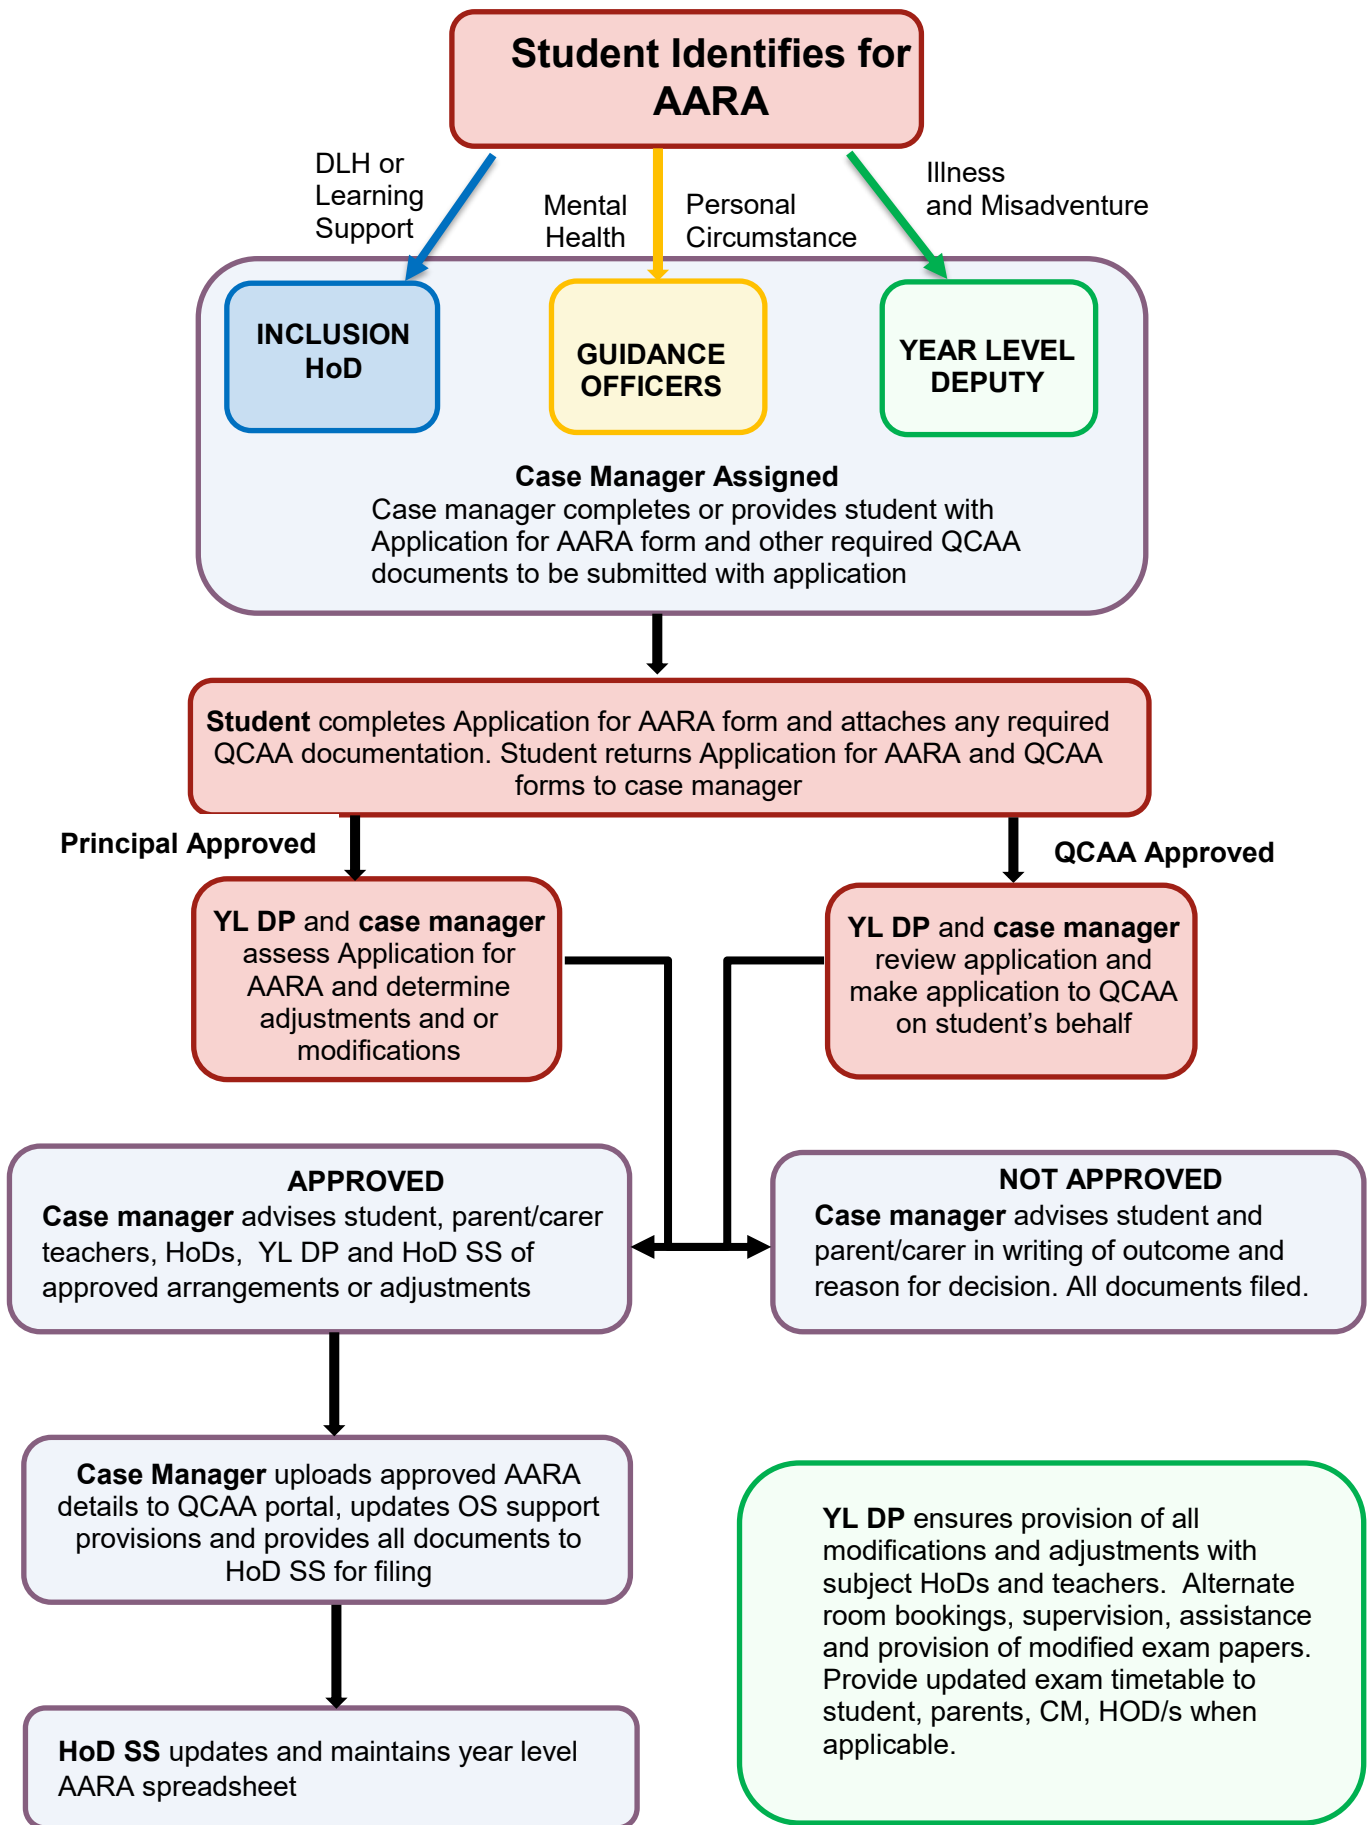 Student Identifies for
AARA
DLH or
Learning
Support
Mental
Health
Personal
Circumstance
Illness
and Misadventure
INCLUSION
HoD
GUIDANCE
OFFICERS
YEAR LEVEL
DEPUTY
Case Manager Assigned
Case manager completes or provides student with
Application for AARA form and other required QCAA
documents to be submitted with application
Student completes Application for AARA form and attaches any required
QCAA documentation. Student returns Application for AARA and QCAA
forms to case manager
Principal Approved
QCAA Approved
YL DP and case manager
assess Application for
AARA and determine
adjustments and or
modifications
YL DP and case manager
review application and
make application to QCAA
on student’s behalf
APPROVED
Case manager advises student, parent/carer
teachers, HoDs,  YL DP and HoD SS of
approved arrangements or adjustments
NOT APPROVED
Case manager advises student and
parent/carer in writing of outcome and
reason for decision. All documents filed.
Case Manager uploads approved AARA
details to QCAA portal, updates OS support
provisions and provides all documents to
HoD SS for filing
YL DP ensures provision of all
modifications and adjustments with
subject HoDs and teachers.  Alternate
room bookings, supervision, assistance
and provision of modified exam papers.
Provide updated exam timetable to
student, parents, CM, HOD/s when
applicable.
HoD SS updates and maintains year level
AARA spreadsheet